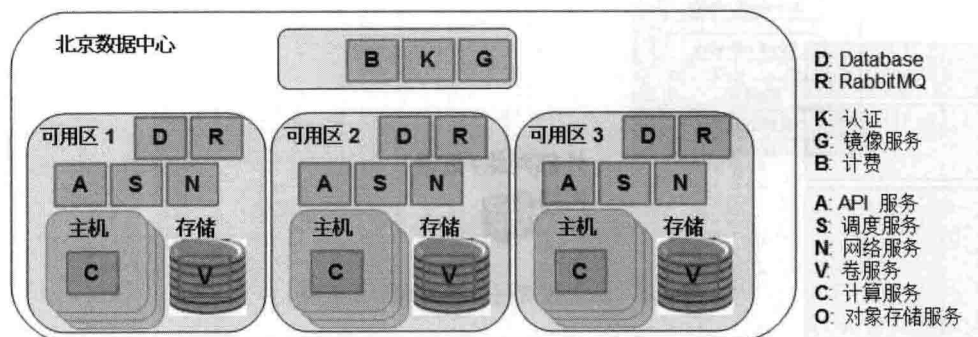 北京数据中心
B K G
可用区 1 D R
A S N
主机 存储
C V
可用区 2 D R
A S N
主机 存储
C V
可用区 3 D R
A S N
主机 存储
C V
D: Database
R: RabbitMQ
K: 认证
G: 镜像服务
B: 计费
A: API 服务
S: 调度服务
N: 网络服务
V: 卷服务
C: 计算服务
O: 对象存储服务